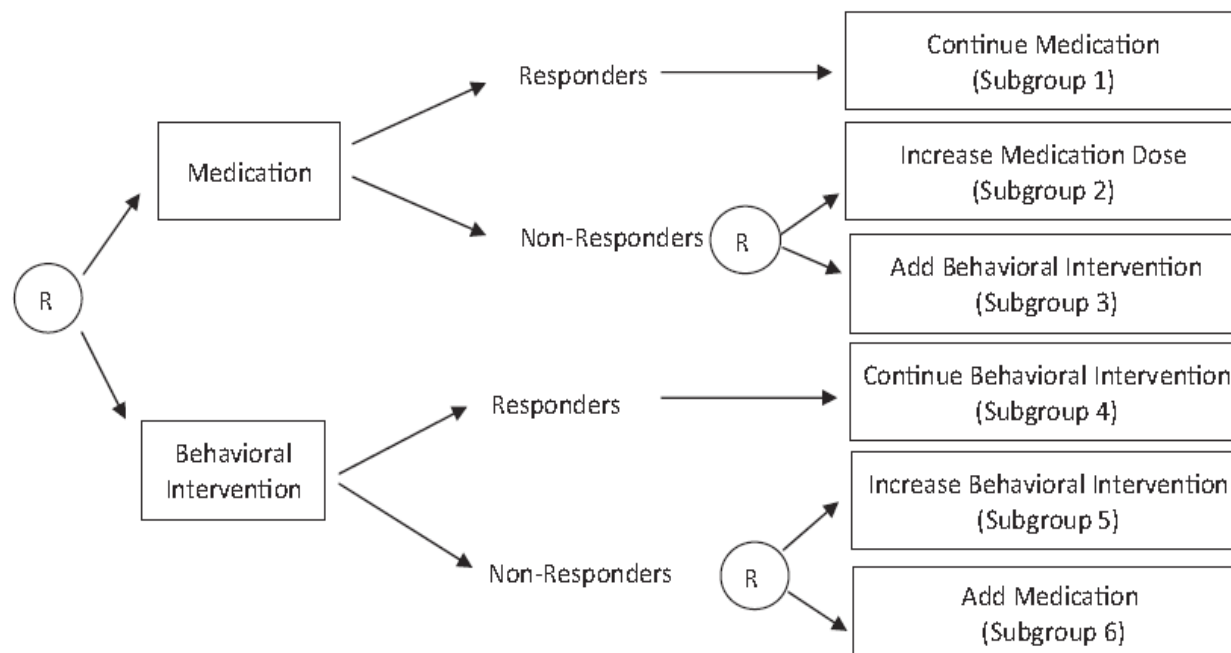 Continue Medication
(Subgroup 1)
Responders
Medication
Increase Medication Dose
(Subgroup 2)
Non-Responders
R
Add Behavioral Intervention
(Subgroup 3)
R
Continue Behavioral Intervention
(Subgroup 4)
Responders
Behavioral
Intervention
Increase Behavioral Intervention
(Subgroup 5)
Non-Responders
R
Add Medication
(Subgroup 6)